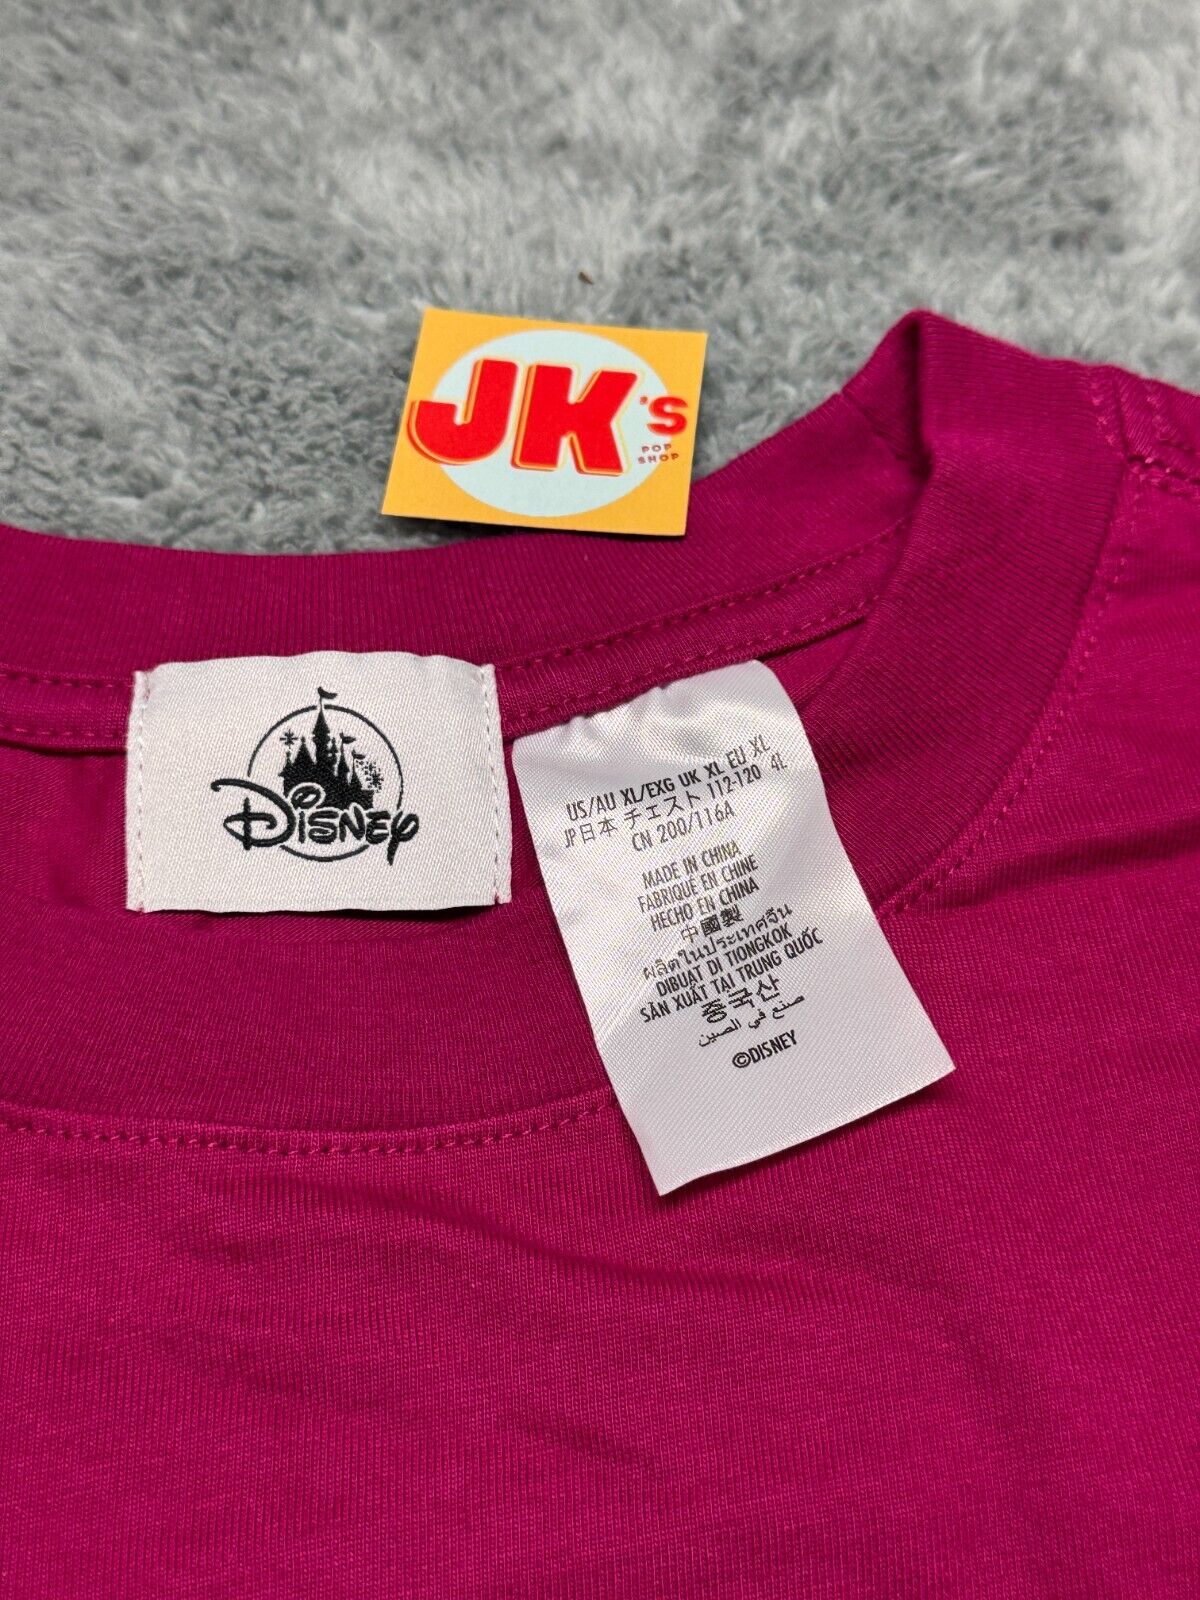 JK's
POP
SHOP
Disney
US/AU XL/EXG UK XL EU XL
JP日本 チェスト 112-120 4L
CN 200/116A
MADE IN CHINA
FABRIQUÉ EN CHINE
HECHO EN CHINA
中國製
ผลิตในประเทศจีน
DIBUAT DI TIONGKOK
SẢN XUẤT TẠI TRUNG QUỐC
중국산
صنع في الصين
©DISNEY